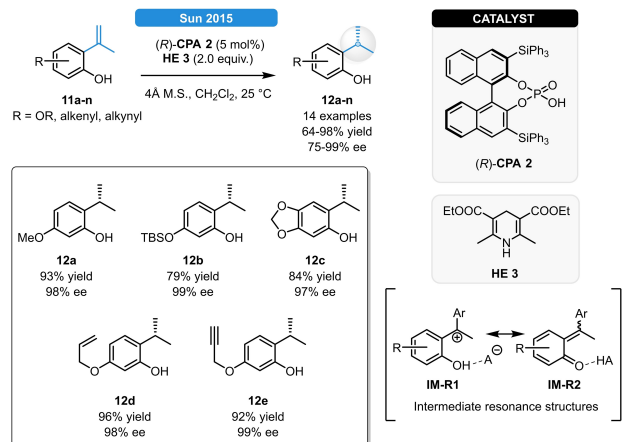 Sun 2015
(R)-CPA 2 (5 mol%)
HE 3 (2.0 equiv.)
4Å M.S., CH2Cl2, 25 °C
R
OH
11a-n
R = OR, alkenyl, alkynyl
R
OH
12a-n
14 examples
64-98% yield
75-99% ee
CATALYST
SiPh3
O
O
P
O
OH
SiPh3
(R)-CPA 2
EtOOC
COOEt
N
H
HE 3
MeO
OH
12a
93% yield
98% ee
TBSO
OH
12b
79% yield
99% ee
O
O
OH
12c
84% yield
97% ee
O
OH
12d
96% yield
98% ee
O
OH
12e
92% yield
99% ee
Ar
+
R
OH
A
−
IM-R1
Ar
R
O
HA
IM-R2
Intermediate resonance structures